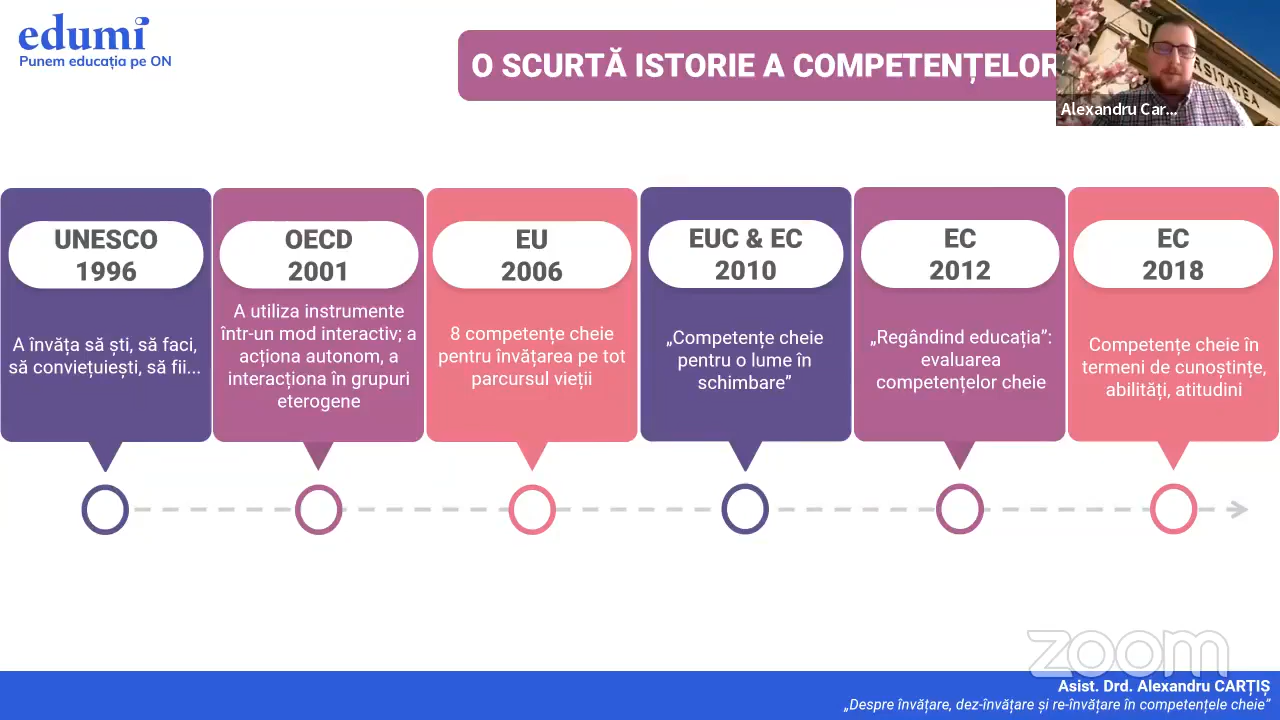 edumi
Punem educația pe ON
O SCURTĂ ISTORIE A COMPETENȚELOR
Alexandru Car...
UNESCO
1996
A învăța să ști, să faci,
să conviețuiești, să fii...
OECD
2001
A utiliza instrumente
într-un mod interactiv; a
acționa autonom, a
interacționa în grupuri
eterogene
EU
2006
8 competențe cheie
pentru învățarea pe tot
parcursul vieții
EUC & EC
2010
„Competențe cheie
pentru o lume în
schimbare”
EC
2012
„Regândind educația”:
evaluarea
competențelor cheie
EC
2018
Competențe cheie în
termeni de cunoștințe,
abilități, atitudini
zoom
Asist. Drd. Alexandru CARȚIȘ
„Despre învățare, dez-învățare și re-învățare în competențele cheie”